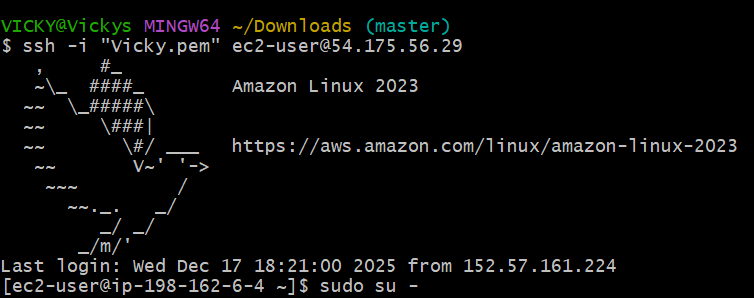 VICKY@Vickys MINGW64 ~/Downloads (master)
$ ssh -i "Vicky.pem" ec2-user@54.175.56.29
   ,     #_
   ~\_  ####_        Amazon Linux 2023
  ~~  \_#####\
  ~~     \###|
  ~~       \#/ ___   https://aws.amazon.com/linux/amazon-linux-2023
   ~~       V~' '->
    ~~~         /
      ~~._.   _/
         _/ _/
       _/m/'
Last login: Wed Dec 17 18:21:00 2025 from 152.57.161.224
[ec2-user@ip-198-162-6-4 ~]$ sudo su -